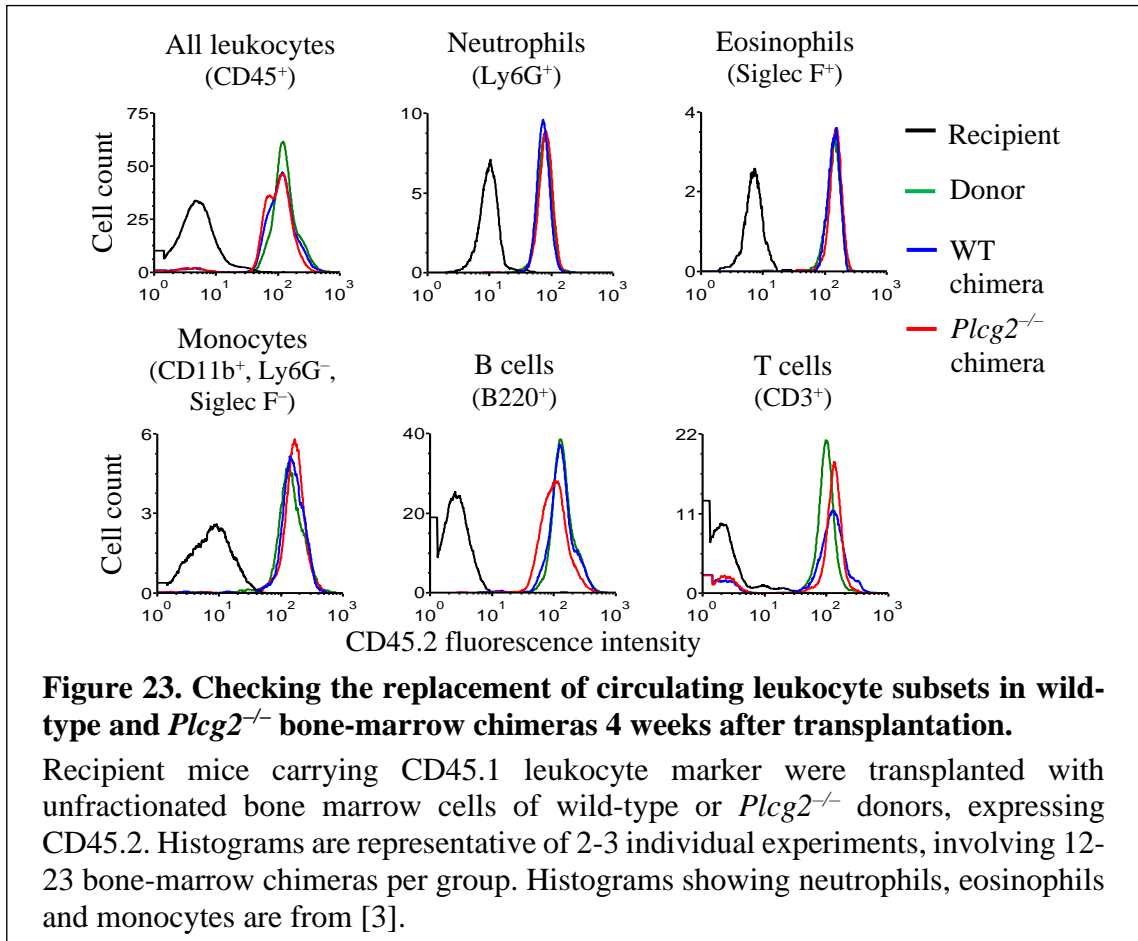 All leukocytes
(CD45⁺)
Neutrophils
(Ly6G⁺)
Eosinophils
(Siglec F⁺)
Cell count
75
50
25
0
10⁰ 10¹ 10² 10³
10
5
0
10⁰ 10¹ 10² 10³
4
2
0
10⁰ 10¹ 10² 10³
Recipient
Donor
WT
chimera
Plcg2⁻/⁻
chimera
Monocytes
(CD11b⁺, Ly6G⁻,
Siglec F⁻)
B cells
(B220⁺)
T cells
(CD3⁺)
Cell count
6
3
0
10⁰ 10¹ 10² 10³
40
20
0
10⁰ 10¹ 10² 10³
22
11
0
10⁰ 10¹ 10² 10³
CD45.2 fluorescence intensity
Figure 23. Checking the replacement of circulating leukocyte subsets in wild-
type and Plcg2⁻/⁻ bone-marrow chimeras 4 weeks after transplantation.
Recipient mice carrying CD45.1 leukocyte marker were transplanted with
unfractionated bone marrow cells of wild-type or Plcg2⁻/⁻ donors, expressing
CD45.2. Histograms are representative of 2-3 individual experiments, involving 12-
23 bone-marrow chimeras per group. Histograms showing neutrophils, eosinophils
and monocytes are from [3].